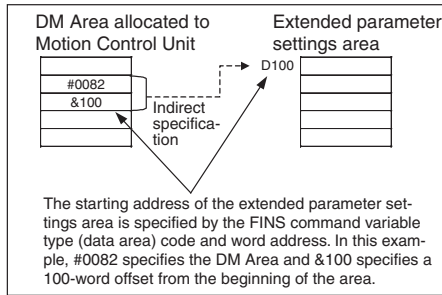 DM Area allocated to
Motion Control Unit
Extended parameter
settings area
#0082
&100
D100
Indirect
specifica-
tion
The starting address of the extended parameter set-
tings area is specified by the FINS command variable
type (data area) code and word address. In this exam-
ple, #0082 specifies the DM Area and &100 specifies a
100-word offset from the beginning of the area.